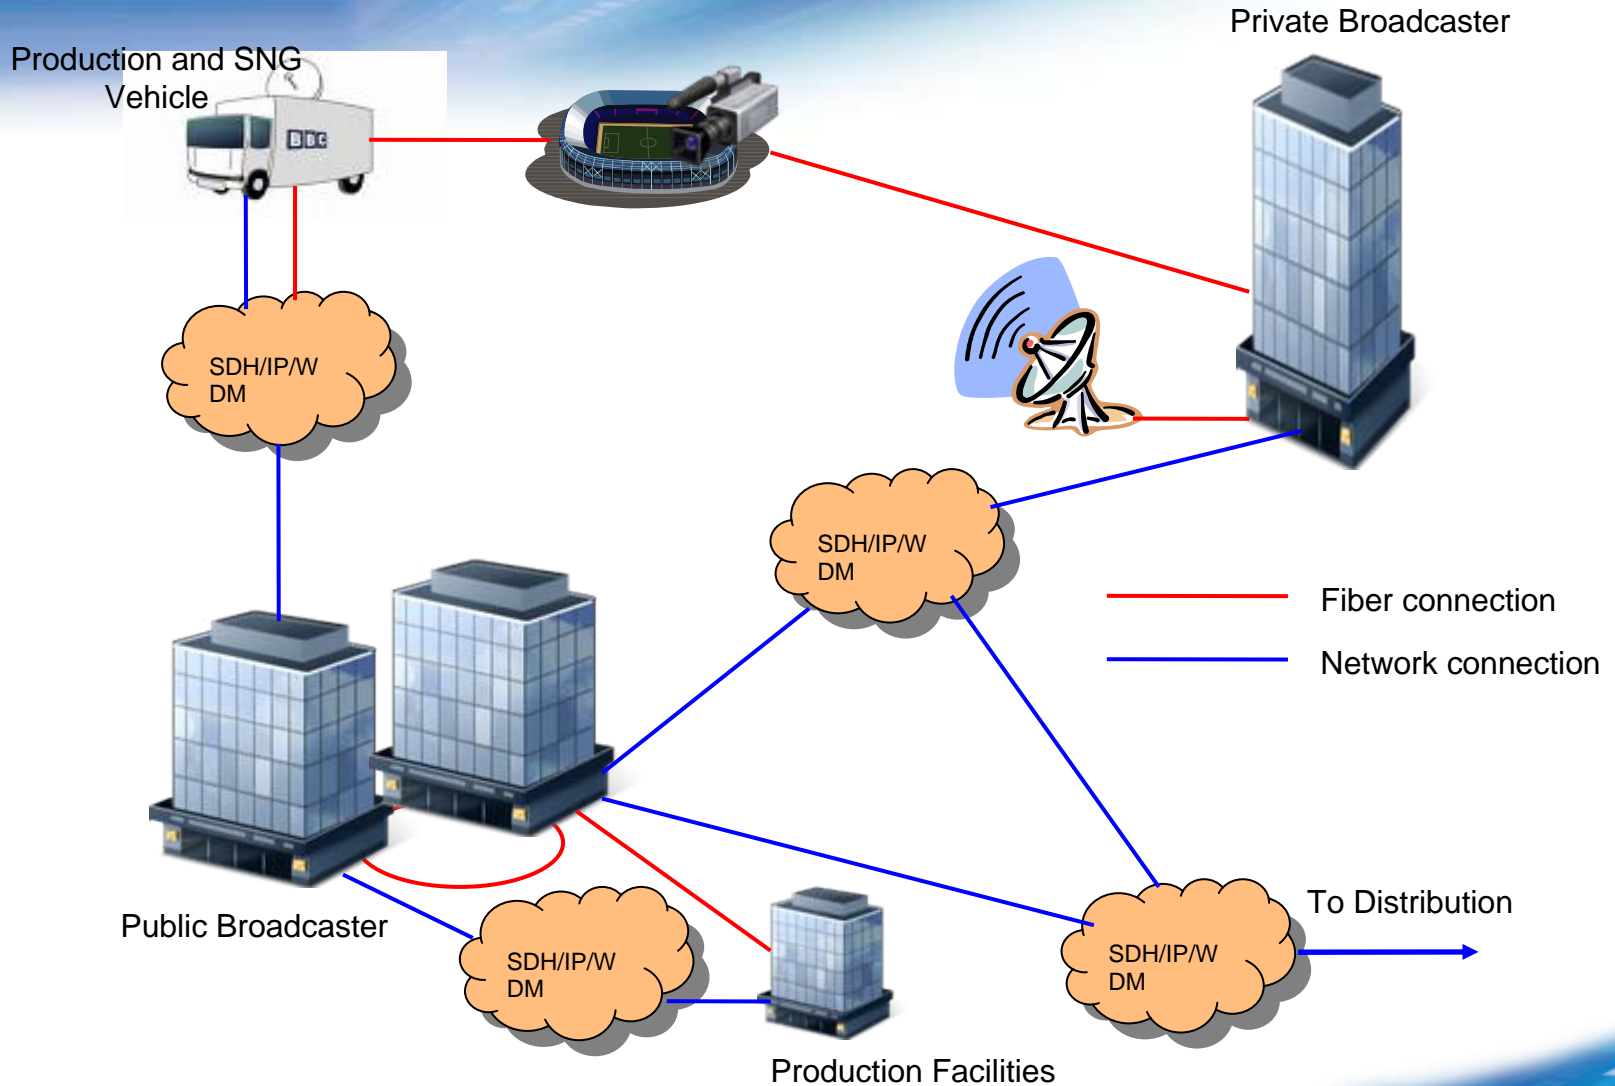 Private Broadcaster
Production and SNG
Vehicle
BBC
SDH/IP/W
DM
SDH/IP/W
DM
Fiber connection
Network connection
Public Broadcaster
SDH/IP/W
DM
SDH/IP/W
DM
To Distribution
Production Facilities